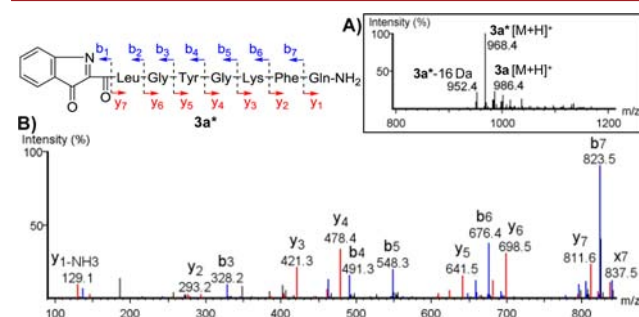 b1 b2 b3 b4 b5 b6 b7
N
Leu Gly Tyr Gly Lys Phe Gln-NH2
O O
y7 y6 y5 y4 y3 y2 y1
3a*
A) Intensity (%)
100
50
3a* [M+H]+
968.4
3a*-16 Da
952.4
3a [M+H]+
986.4
800 1000 1200 m/z
B) Intensity (%)
100
50
y1-NH3
129.1
y2
293.2
b3
328.2
y3
421.3
y4
478.4
b4
491.3
b5
548.3
y5
641.5
b6
676.4
y6
698.5
y7
811.6
b7
823.5
x7
837.5
100 200 300 400 500 600 700 800 m/z